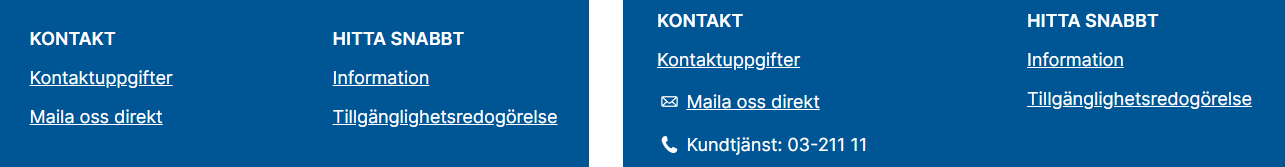 KONTAKT
Kontaktuppgifter
Maila oss direkt
HITTA SNABBT
Information
Tillgänglighetsredogörelse
KONTAKT
Kontaktuppgifter
Maila oss direkt
Kundtjänst: 03-211 11
HITTA SNABBT
Information
Tillgänglighetsredogörelse